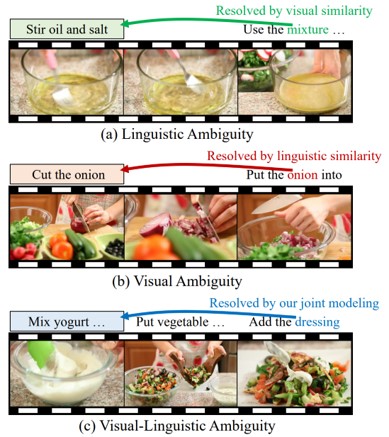 Resolved by visual similarity
Stir oil and salt
Use the mixture …
(a) Linguistic Ambiguity
Resolved by linguistic similarity
Cut the onion
Put the onion into
(b) Visual Ambiguity
Resolved by our joint modeling
Mix yogurt …
Put vegetable …
Add the dressing
(c) Visual-Linguistic Ambiguity